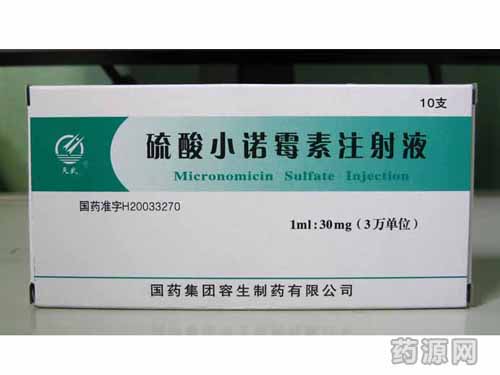 10支
硫酸小诺霉素注射液
Micronomicin Sulfate Injection
国药准字H20033270
1ml:30mg(3万单位)
国药集团容生制药有限公司
药源网